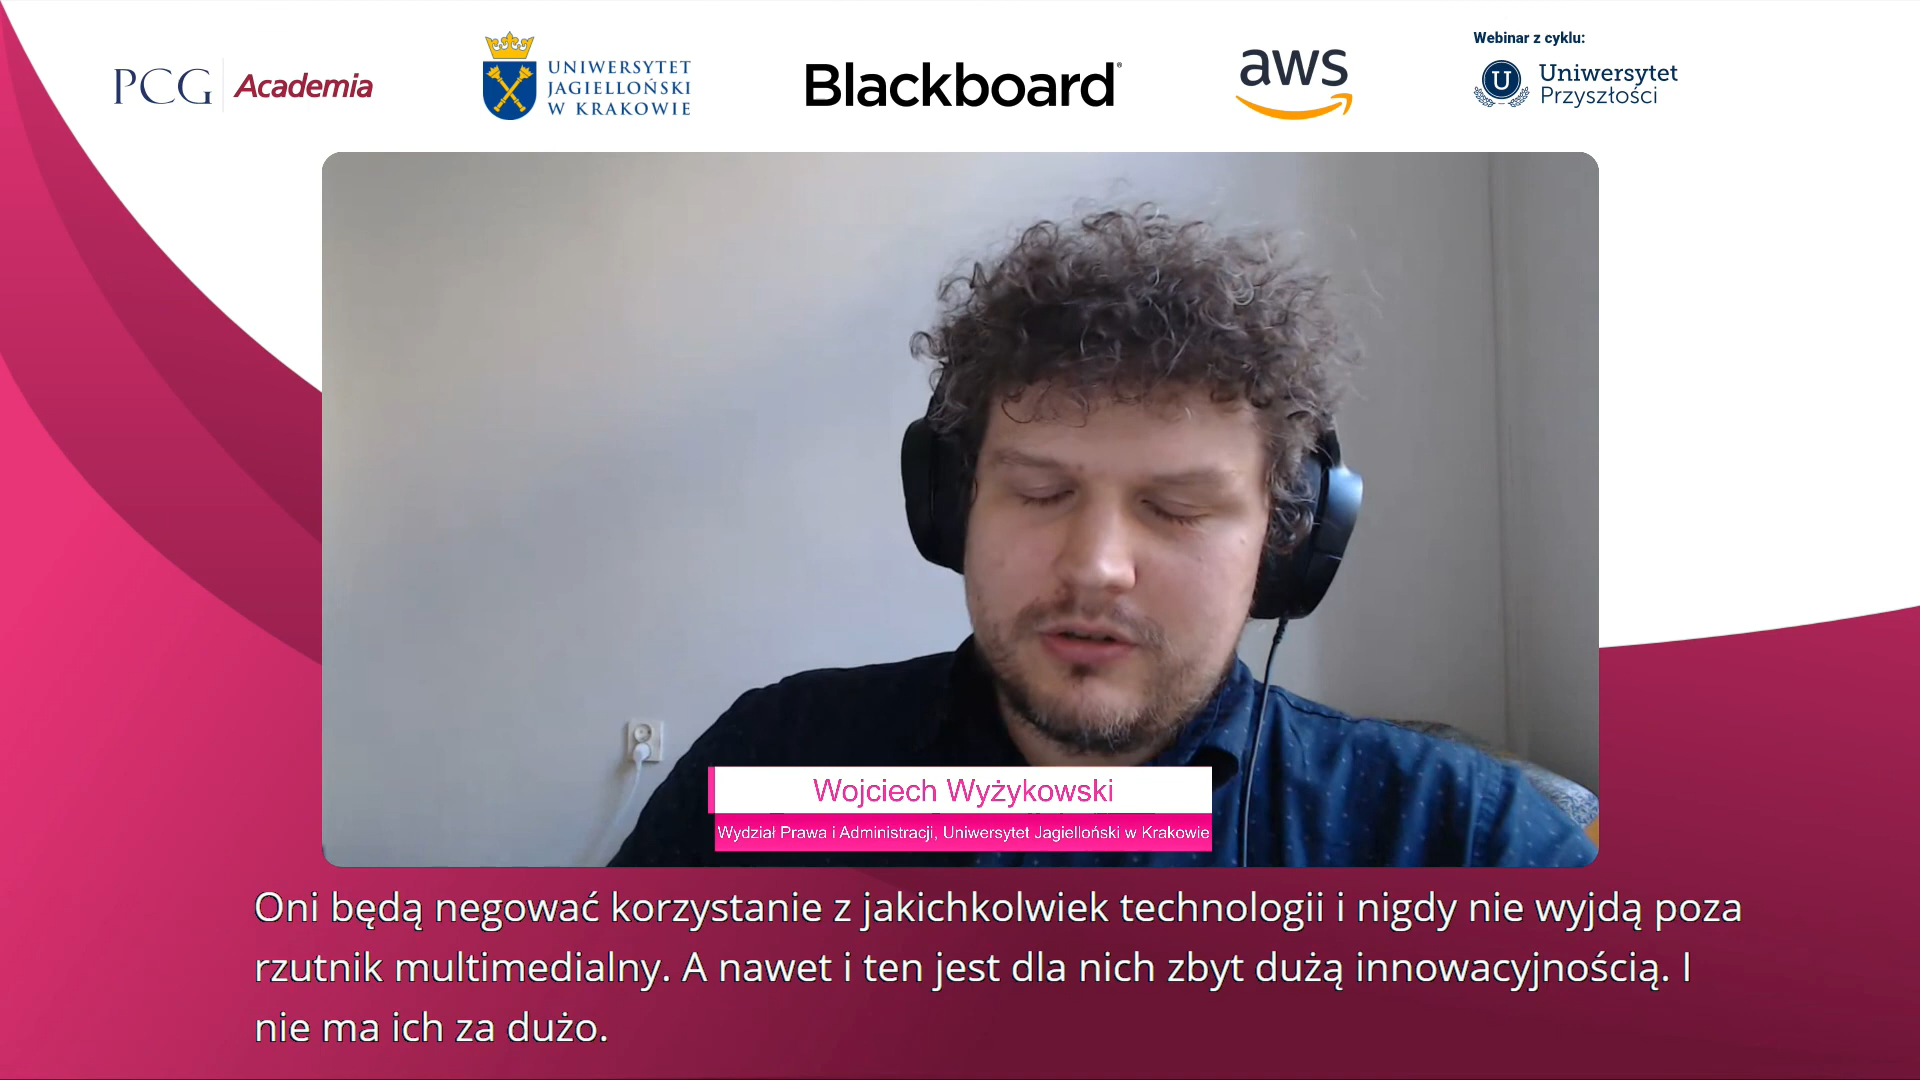 PCG Academia
UNIWERSYTET
JAGIELLOŃSKI
W KRAKOWIE
Blackboard®
aws
Webinar z cyklu:
U
Uniwersytet
Przyszłości
Wojciech Wyżykowski
Wydział Prawa i Administracji, Uniwersytet Jagielloński w Krakowie
Oni będą negować korzystanie z jakichkolwiek technologii i nigdy nie wyjdą poza
rzutnik multimedialny. A nawet i ten jest dla nich zbyt dużą innowacyjnością. I
nie ma ich za dużo.